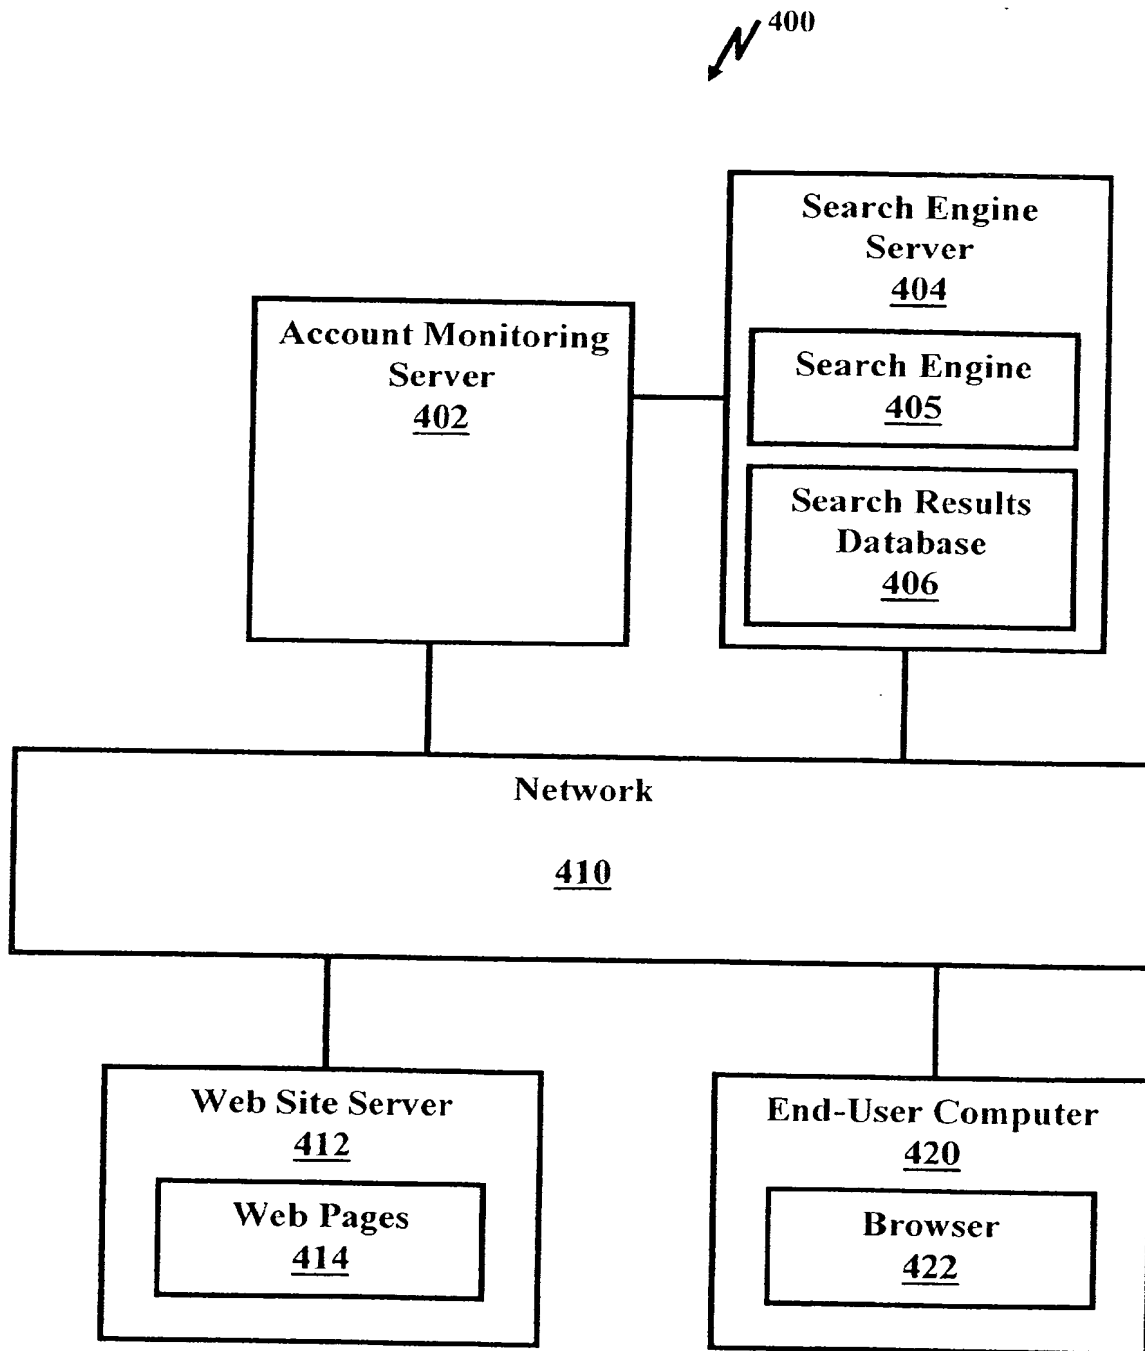 400
Search Engine
Server
404
Account Monitoring
Server
402
Search Engine
405
Search Results
Database
406
Network
410
Web Site Server
412
Web Pages
414
End-User Computer
420
Browser
422